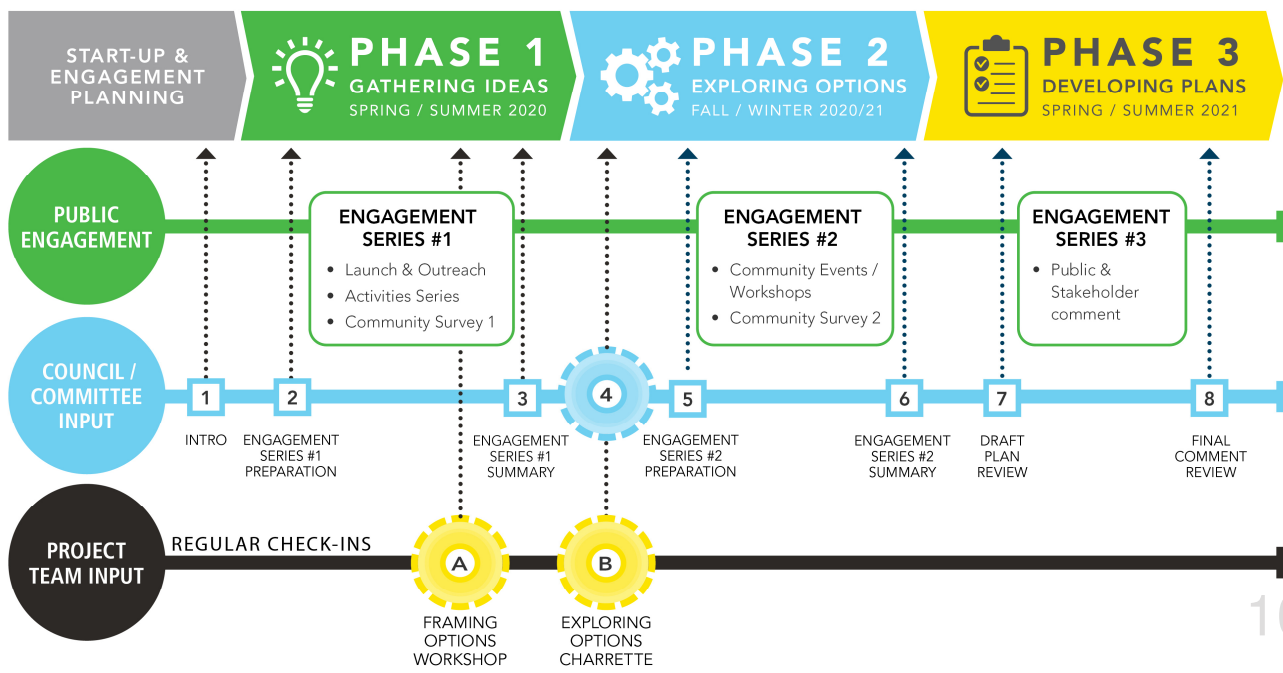 START-UP &
ENGAGEMENT
PLANNING
PHASE 1
GATHERING IDEAS
SPRING / SUMMER 2020
PHASE 2
EXPLORING OPTIONS
FALL / WINTER 2020/21
PHASE 3
DEVELOPING PLANS
SPRING / SUMMER 2021
PUBLIC
ENGAGEMENT
ENGAGEMENT
SERIES #1
• Launch & Outreach
• Activities Series
• Community Survey 1
ENGAGEMENT
SERIES #2
• Community Events /
Workshops
• Community Survey 2
ENGAGEMENT
SERIES #3
• Public &
Stakeholder
comment
COUNCIL /
COMMITTEE
INPUT
1
INTRO
2
ENGAGEMENT
SERIES #1
PREPARATION
3
ENGAGEMENT
SERIES #1
SUMMARY
4
5
ENGAGEMENT
SERIES #2
PREPARATION
6
ENGAGEMENT
SERIES #2
SUMMARY
7
DRAFT
PLAN
REVIEW
8
FINAL
COMMENT
REVIEW
PROJECT
TEAM INPUT
REGULAR CHECK-INS
A
FRAMING
OPTIONS
WORKSHOP
B
EXPLORING
OPTIONS
CHARRETTE